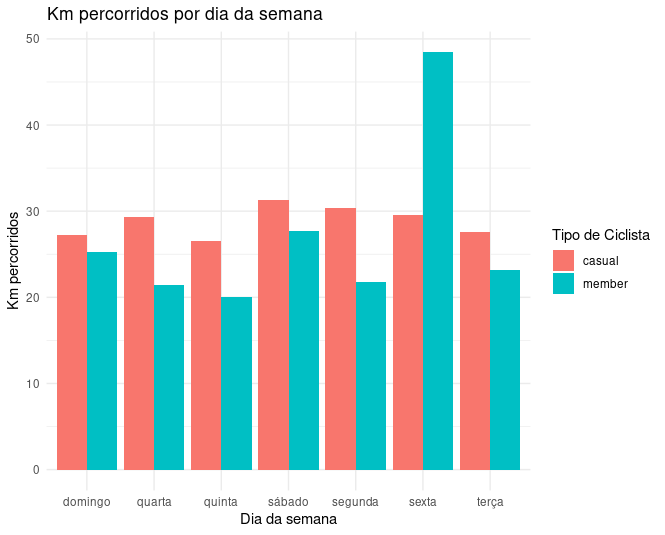 Km percorridos por dia da semana
50
40
30
20
10
0
Km percorridos
domingo
quarta
quinta
sábado
segunda
sexta
terça
Dia da semana
Tipo de Ciclista
casual
member